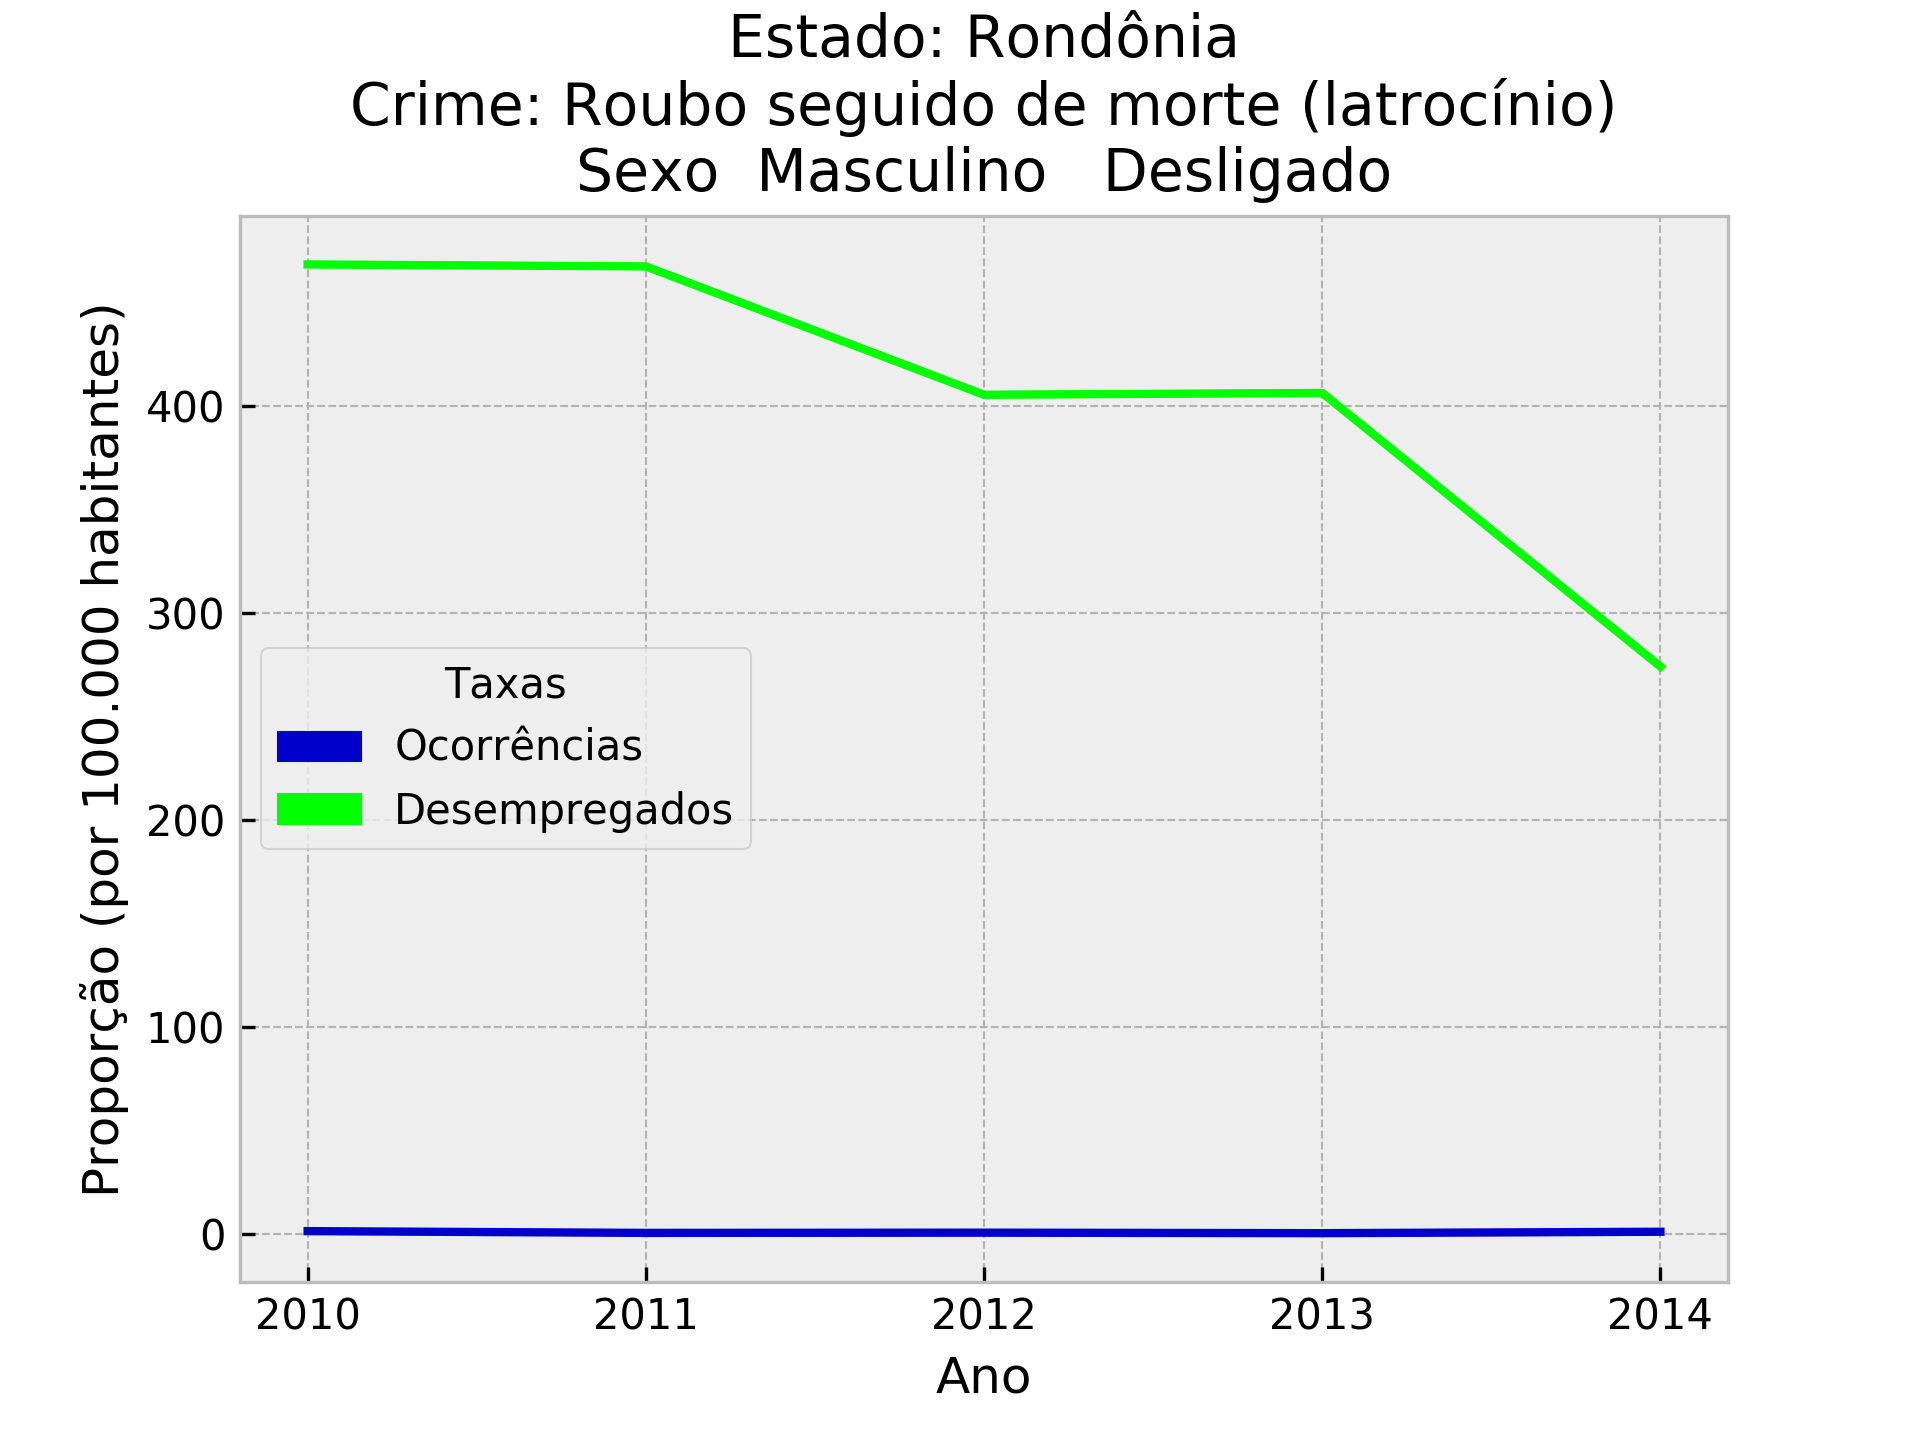 Estado: Rondônia
Crime: Roubo seguido de morte (latrocínio)
Sexo  Masculino   Desligado
Proporção (por 100.000 habitantes)
400
300
200
100
0
Taxas
Ocorrências
Desempregados
2010
2011
2012
2013
2014
Ano